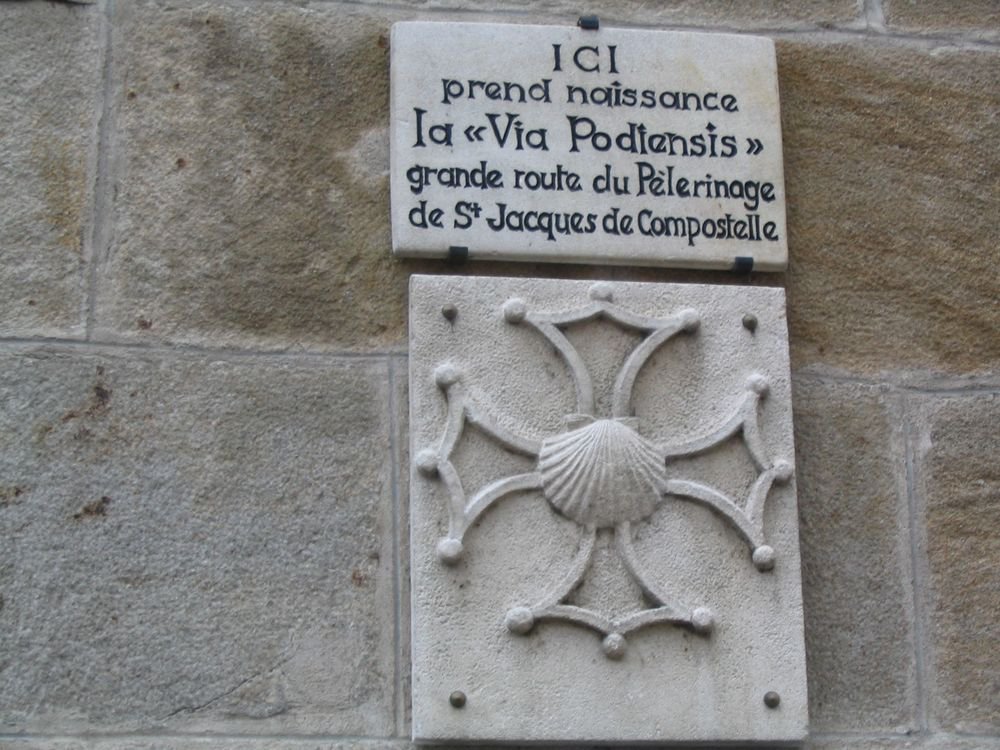 ICI
prend naissance
la «Via Podiensis»
grande route du Pèlerinage
de St Jacques de Compostelle